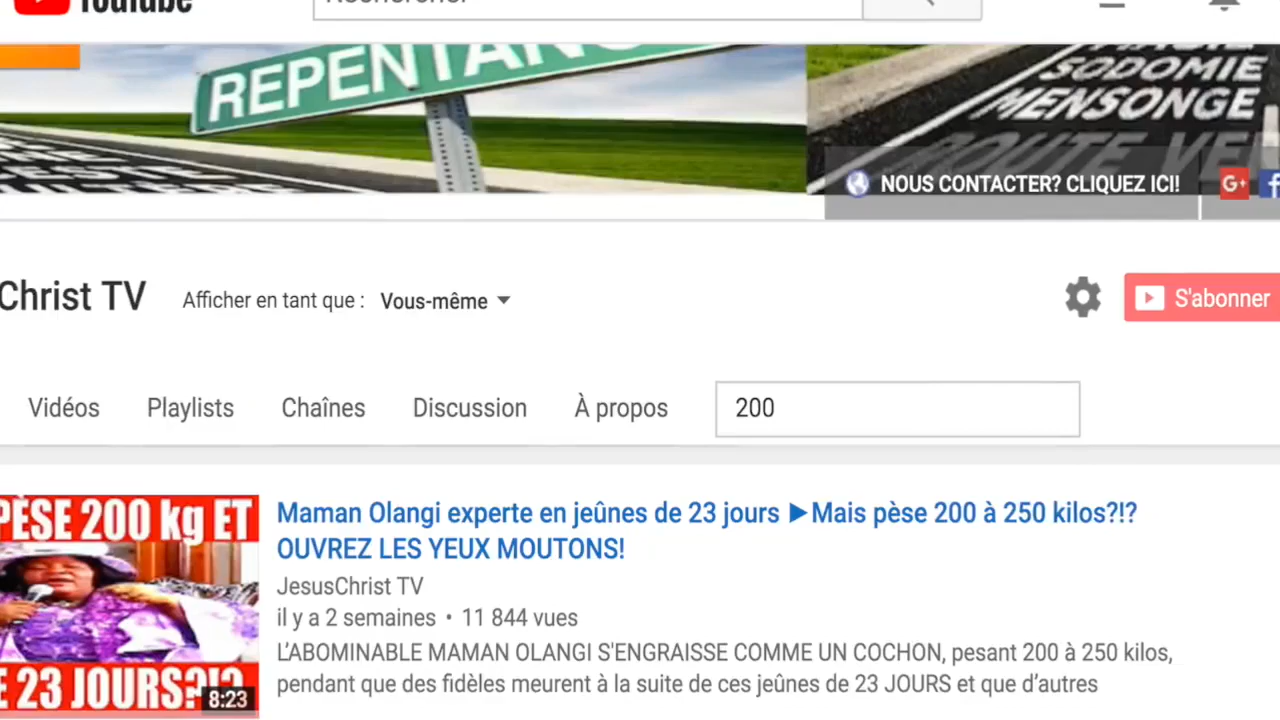 YouTube
Rechercher
REPENTANC
SODOMIE
MENSONGE
ROUTE VE
NOUS CONTACTER? CLIQUEZ ICI!
G+
f
Christ TV
Afficher en tant que :
Vous-même
S'abonner
Vidéos
Playlists
Chaînes
Discussion
À propos
200
PÈSE 200 kg ET
E 23 JOURS?!?
8:23
Maman Olangi experte en jeûnes de 23 jours ►Mais pèse 200 à 250 kilos?!?
OUVREZ LES YEUX MOUTONS!
JesusChrist TV
il y a 2 semaines • 11 844 vues
L'ABOMINABLE MAMAN OLANGI S'ENGRAISSE COMME UN COCHON, pesant 200 à 250 kilos,
pendant que des fidèles meurent à la suite de ces jeûnes de 23 JOURS et que d'autres